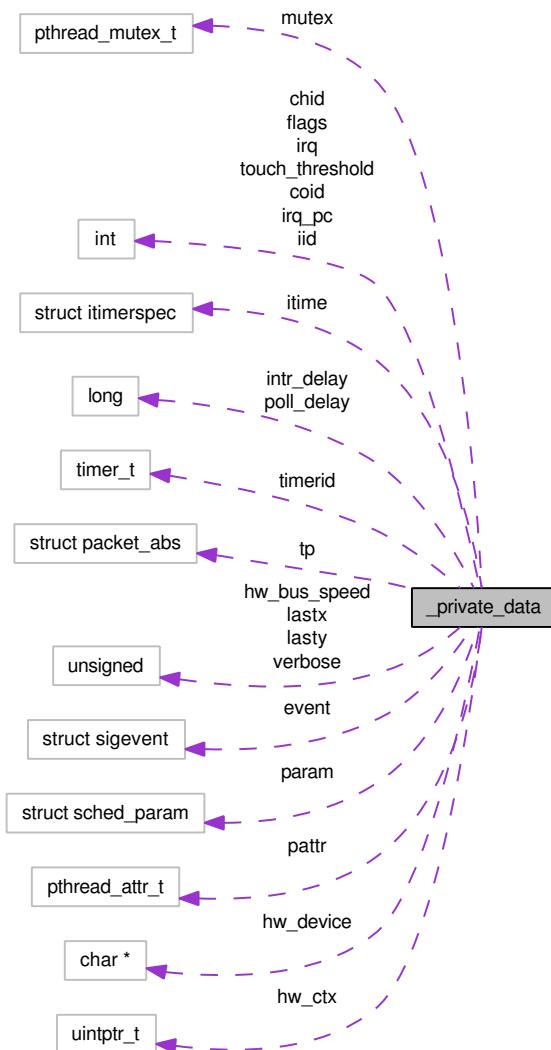 mutex
pthread_mutex_t
chid
flags
irq
touch_threshold
coid
irq_pc
iid
int
itime
struct itimerspec
intr_delay
poll_delay
long
timerid
timer_t
tp
struct packet_abs
_private_data
hw_bus_speed
lastx
lasty
verbose
unsigned
event
struct sigevent
param
struct sched_param
pattr
pthread_attr_t
hw_device
char *
hw_ctx
uintptr_t